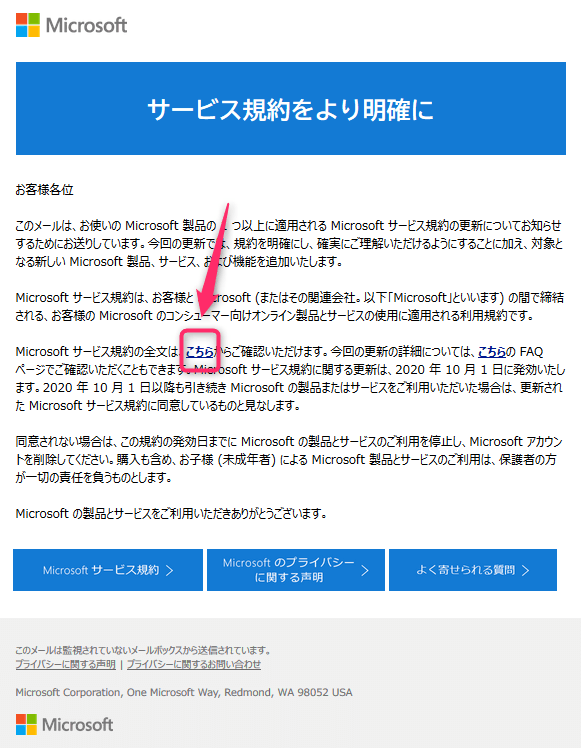 Microsoft
サービス規約をより明確に
お客様各位
このメールは、お使いの Microsoft 製品の 1 つ以上に適用される Microsoft サービス規約の更新についてお知らせ
するためにお送りしています。今回の更新では、規約を明確にし、確実にご理解いただけるようにすることに加え、対象と
なる新しい Microsoft 製品、サービス、および機能を追加いたします。
Microsoft サービス規約は、お客様と Microsoft (またはその関連会社。以下「Microsoft」といいます) の間で締結
される、お客様の Microsoft のコンシューマー向けオンライン製品とサービスの使用に適用される利用規約です。
Microsoft サービス規約の全文は、こちらからご確認いただけます。今回の更新の詳細については、こちらの FAQ
ページでご確認いただくこともできます。Microsoft サービス規約に関する更新は、2020 年 10 月 1 日に発効いたし
ます。2020 年 10 月 1 日以降も引き続き Microsoft の製品またはサービスをご利用いただいた場合は、更新され
た Microsoft サービス規約に同意しているものと見なします。
同意されない場合は、この規約の発効日までに Microsoft の製品とサービスのご利用を停止し、Microsoft アカウン
トを削除してください。購入も含め、お子様 (未成年者) による Microsoft 製品とサービスのご利用は、保護者の方
が一切の責任を負うものとします。
Microsoft の製品とサービスをご利用いただきありがとうございます。
Microsoft サービス規約
Microsoft のプライバシー
に関する声明
よく寄せられる質問
このメールは監視されていないメールボックスから送信されています。
プライバシーに関する声明 | プライバシーに関するお問い合わせ
Microsoft Corporation, One Microsoft Way, Redmond, WA 98052 USA
Microsoft